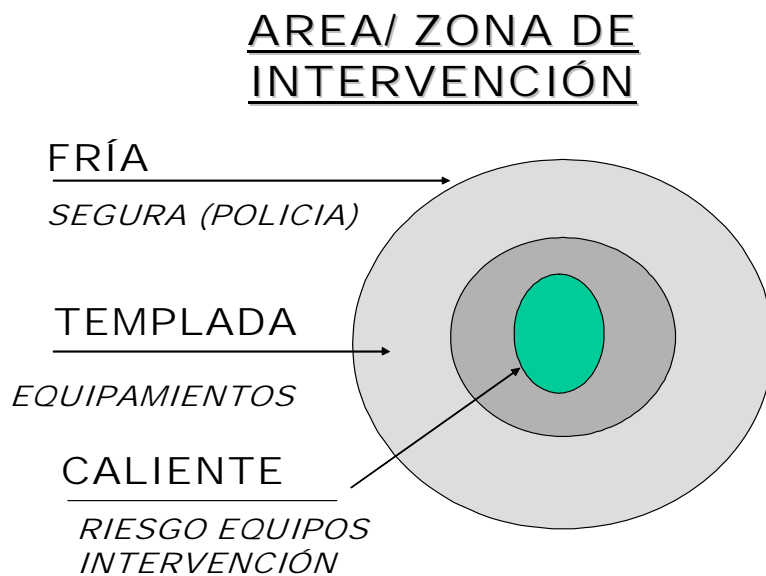 AREA/ ZONA DE
INTERVENCIÓN
FRÍA
SEGURA (POLICIA)
TEMPLADA
EQUIPAMIENTOS
CALIENTE
RIESGO EQUIPOS
INTERVENCIÓN